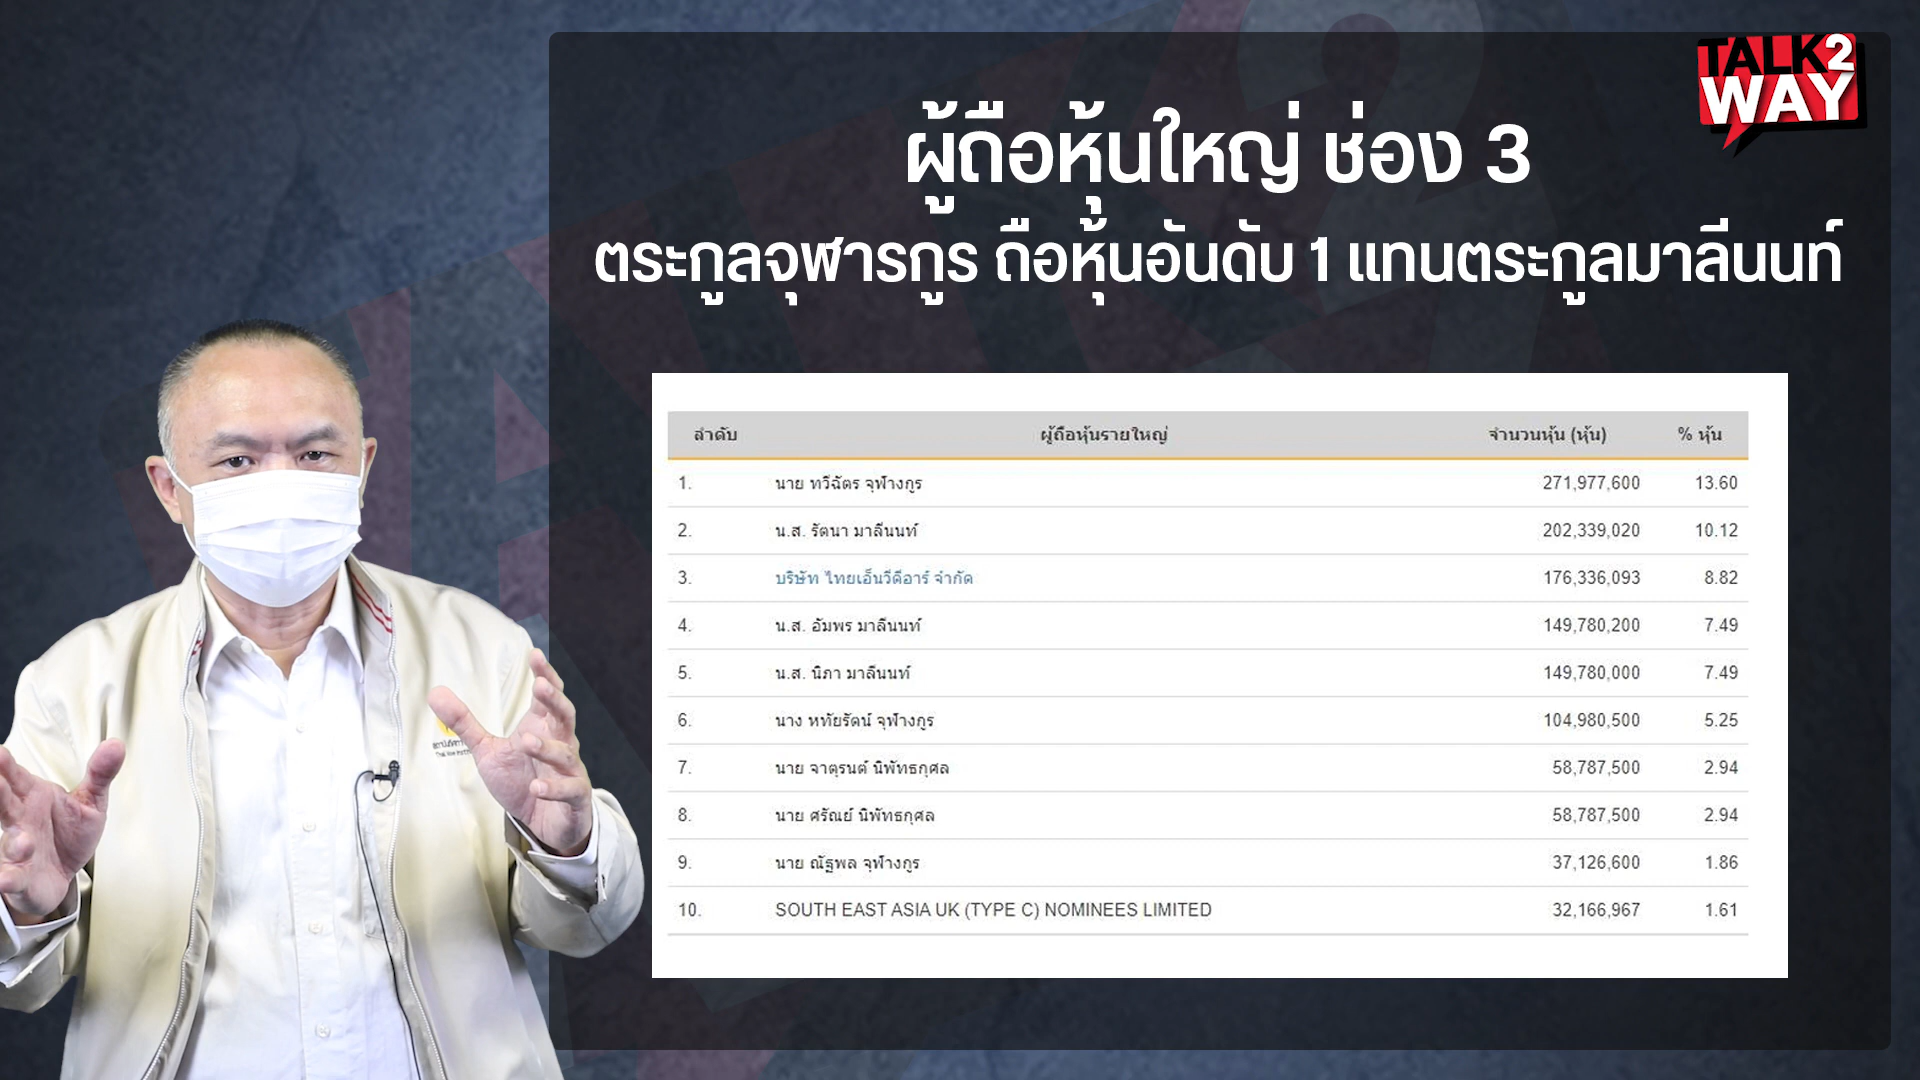 TALK2
WAY
ผู้ถือหุ้นใหญ่ ช่อง 3
ตระกูลจุฬารกูร ถือหุ้นอันดับ 1 แทนตระกูลมาลีนนท์
ลำดับ ผู้ถือหุ้นรายใหญ่ จำนวนหุ้น (หุ้น) % หุ้น
1. นาย ทวีฉัตร จุฬางกูร 271,977,600 13.60
2. น.ส. รัตนา มาลีนนท์ 202,339,020 10.12
3. บริษัท ไทยเอ็นวีดีอาร์ จำกัด 176,336,093 8.82
4. น.ส. อัมพร มาลีนนท์ 149,780,200 7.49
5. น.ส. นิภา มาลีนนท์ 149,780,000 7.49
6. นาง หทัยรัตน์ จุฬางกูร 104,980,500 5.25
7. นาย จาตุรนต์ นิพัทธกุศล 58,787,500 2.94
8. นาย ศรัณย์ นิพัทธกุศล 58,787,500 2.94
9. นาย ณัฐพล จุฬางกูร 37,126,600 1.86
10. SOUTH EAST ASIA UK (TYPE C) NOMINEES LIMITED 32,166,967 1.61